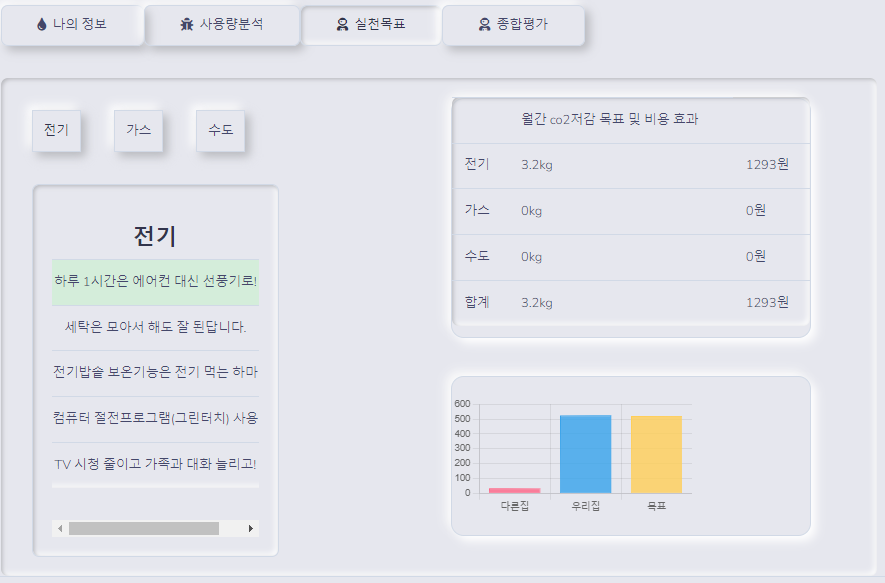 나의 정보
사용량분석
실천목표
종합평가
전기
가스
수도
전기
하루 1시간은 에어컨 대신 선풍기로!
세탁은 모아서 해도 잘 된답니다.
전기밥솥 보온기능은 전기 먹는 하마
컴퓨터 절전프로그램(그린터치) 사용
TV 시청 줄이고 가족과 대화 늘리고!
월간 co2저감 목표 및 비용 효과
전기 3.2kg 1293원
가스 0kg 0원
수도 0kg 0원
합계 3.2kg 1293원
600
500
400
300
200
100
0
다른집 우리집 목표